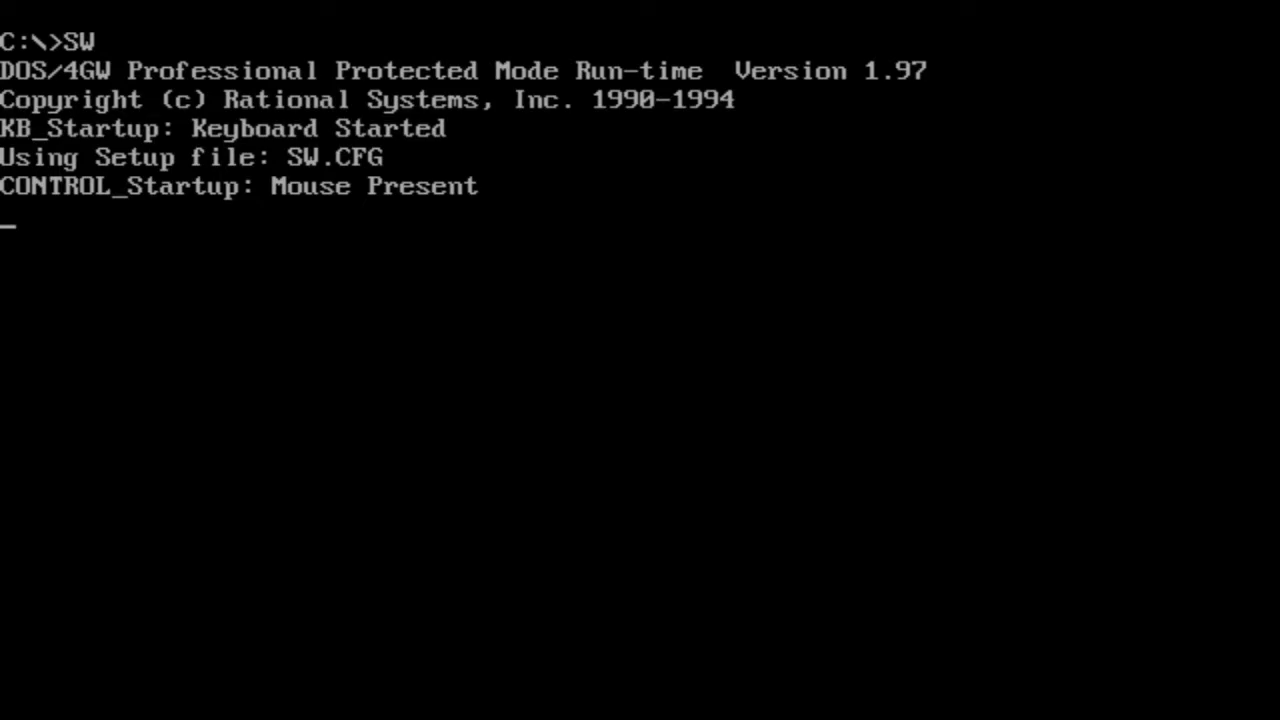 C:\>SW
DOS/4GW Professional Protected Mode Run-time  Version 1.97
Copyright (c) Rational Systems, Inc. 1990-1994
KB_Startup: Keyboard Started
Using Setup file: SW.CFG
CONTROL_Startup: Mouse Present
_